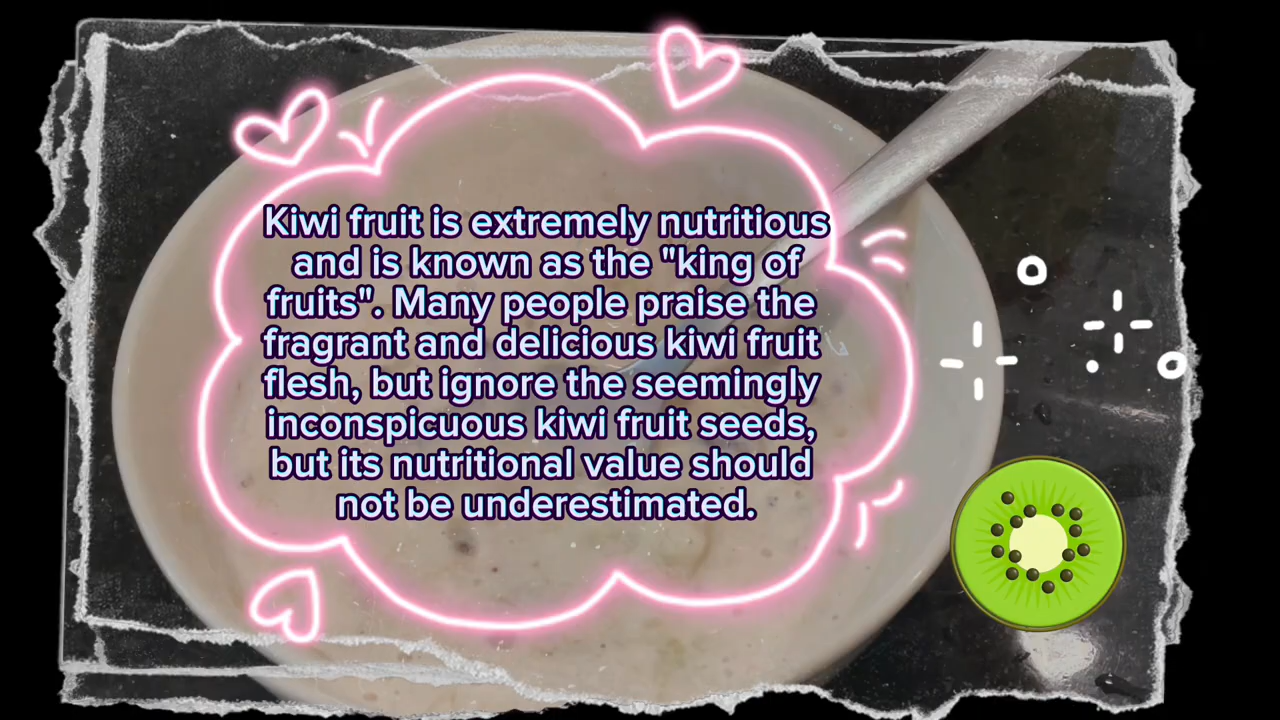 Kiwi fruit is extremely nutritious
and is known as the "king of
fruits". Many people praise the
fragrant and delicious kiwi fruit
flesh, but ignore the seemingly
inconspicuous kiwi fruit seeds,
but its nutritional value should
not be underestimated.